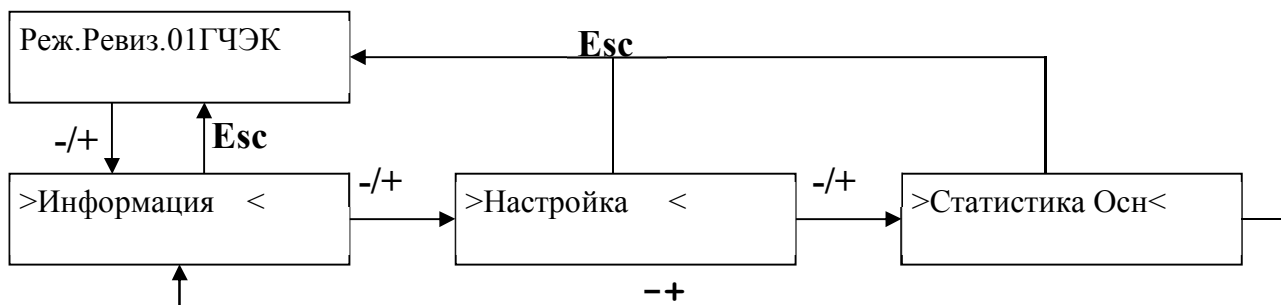 Реж.Ревиз.01ГЧЭК
Esc
-/+
Esc
>Информация <
-/+
>Настройка <
-/+
>Статистика Осн<
-+